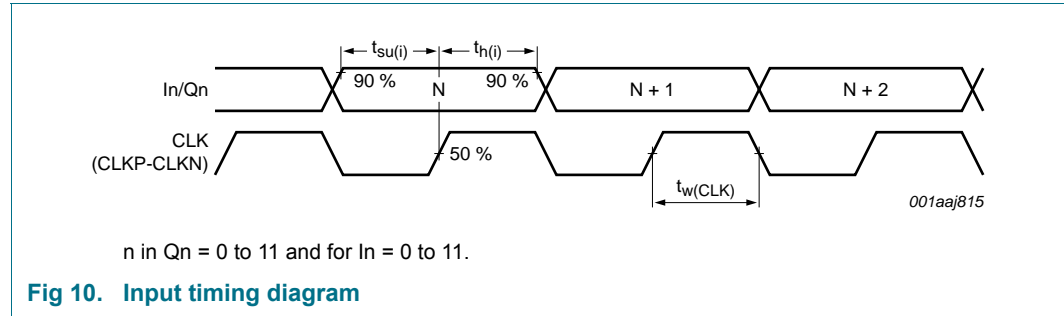 tsu(i) th(i)
90 % N 90 %
In/Qn
N + 1
N + 2
CLK
(CLKP-CLKN)
50 %
tw(CLK)
001aaj815
n in Qn = 0 to 11 and for In = 0 to 11.
Fig 10. Input timing diagram